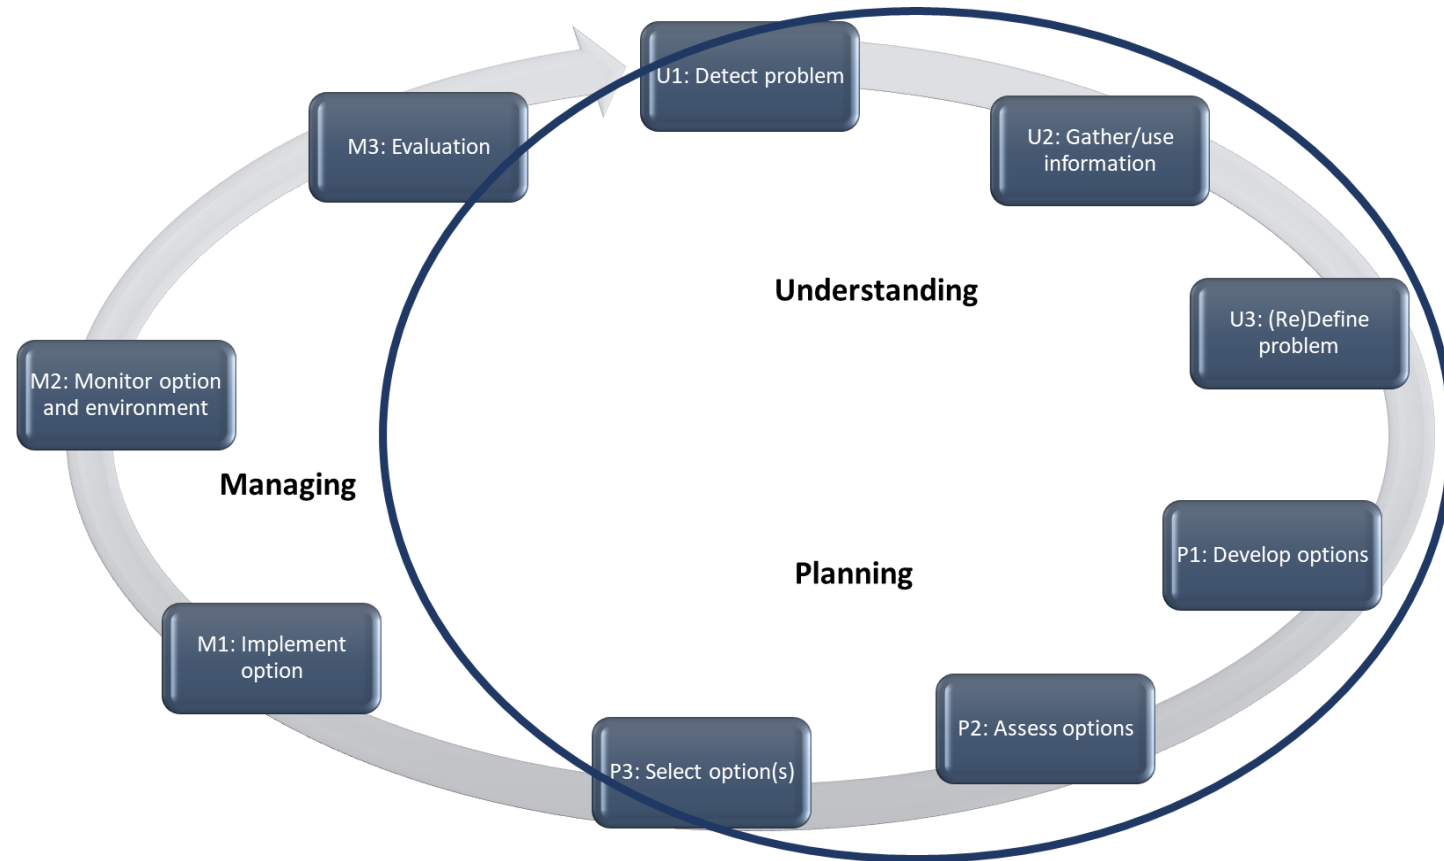 U1: Detect problem
U2: Gather/use
information
U3: (Re)Define
problem
P1: Develop options
P2: Assess options
P3: Select option(s)
M1: Implement
option
M2: Monitor option
and environment
M3: Evaluation
Understanding
Planning
Managing